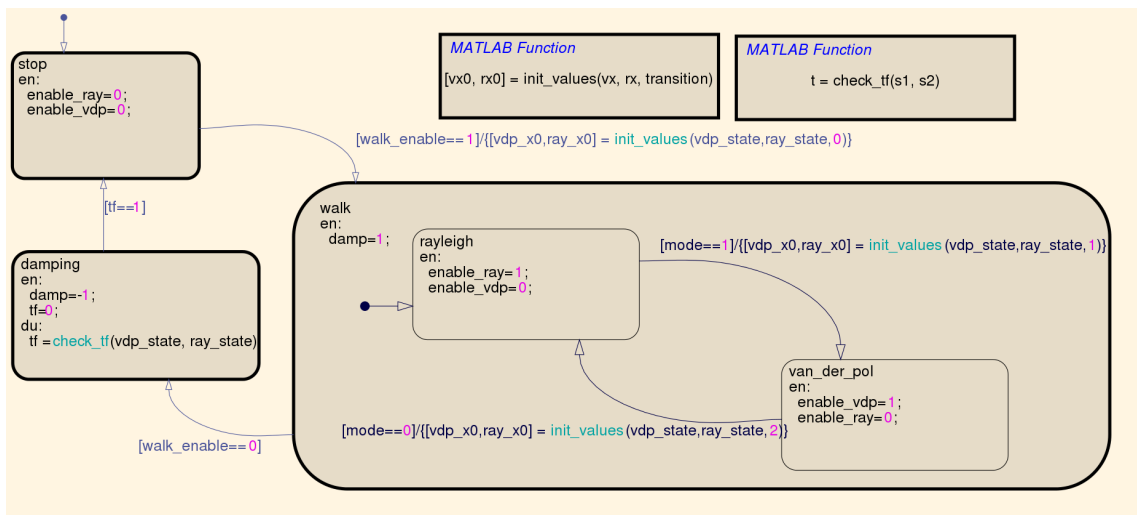 stop
en:
enable_ray=0;
enable_vdp=0;
MATLAB Function
[vx0, rx0] = init_values(vx, rx, transition)
MATLAB Function
t = check_tf(s1, s2)
[walk_enable==1]/{[vdp_x0,ray_x0] = init_values(vdp_state,ray_state,0)}
[tf==1]
damping
en:
damp=-1;
tf=0;
du:
tf =check_tf(vdp_state, ray_state)
[walk_enable==0]
walk
en:
damp=1;
rayleigh
en:
enable_ray=1;
enable_vdp=0;
[mode==1]/{[vdp_x0,ray_x0] = init_values(vdp_state,ray_state,1)}
van_der_pol
en:
enable_vdp=1;
enable_ray=0;
[mode==0]/{[vdp_x0,ray_x0] = init_values(vdp_state,ray_state,2)}